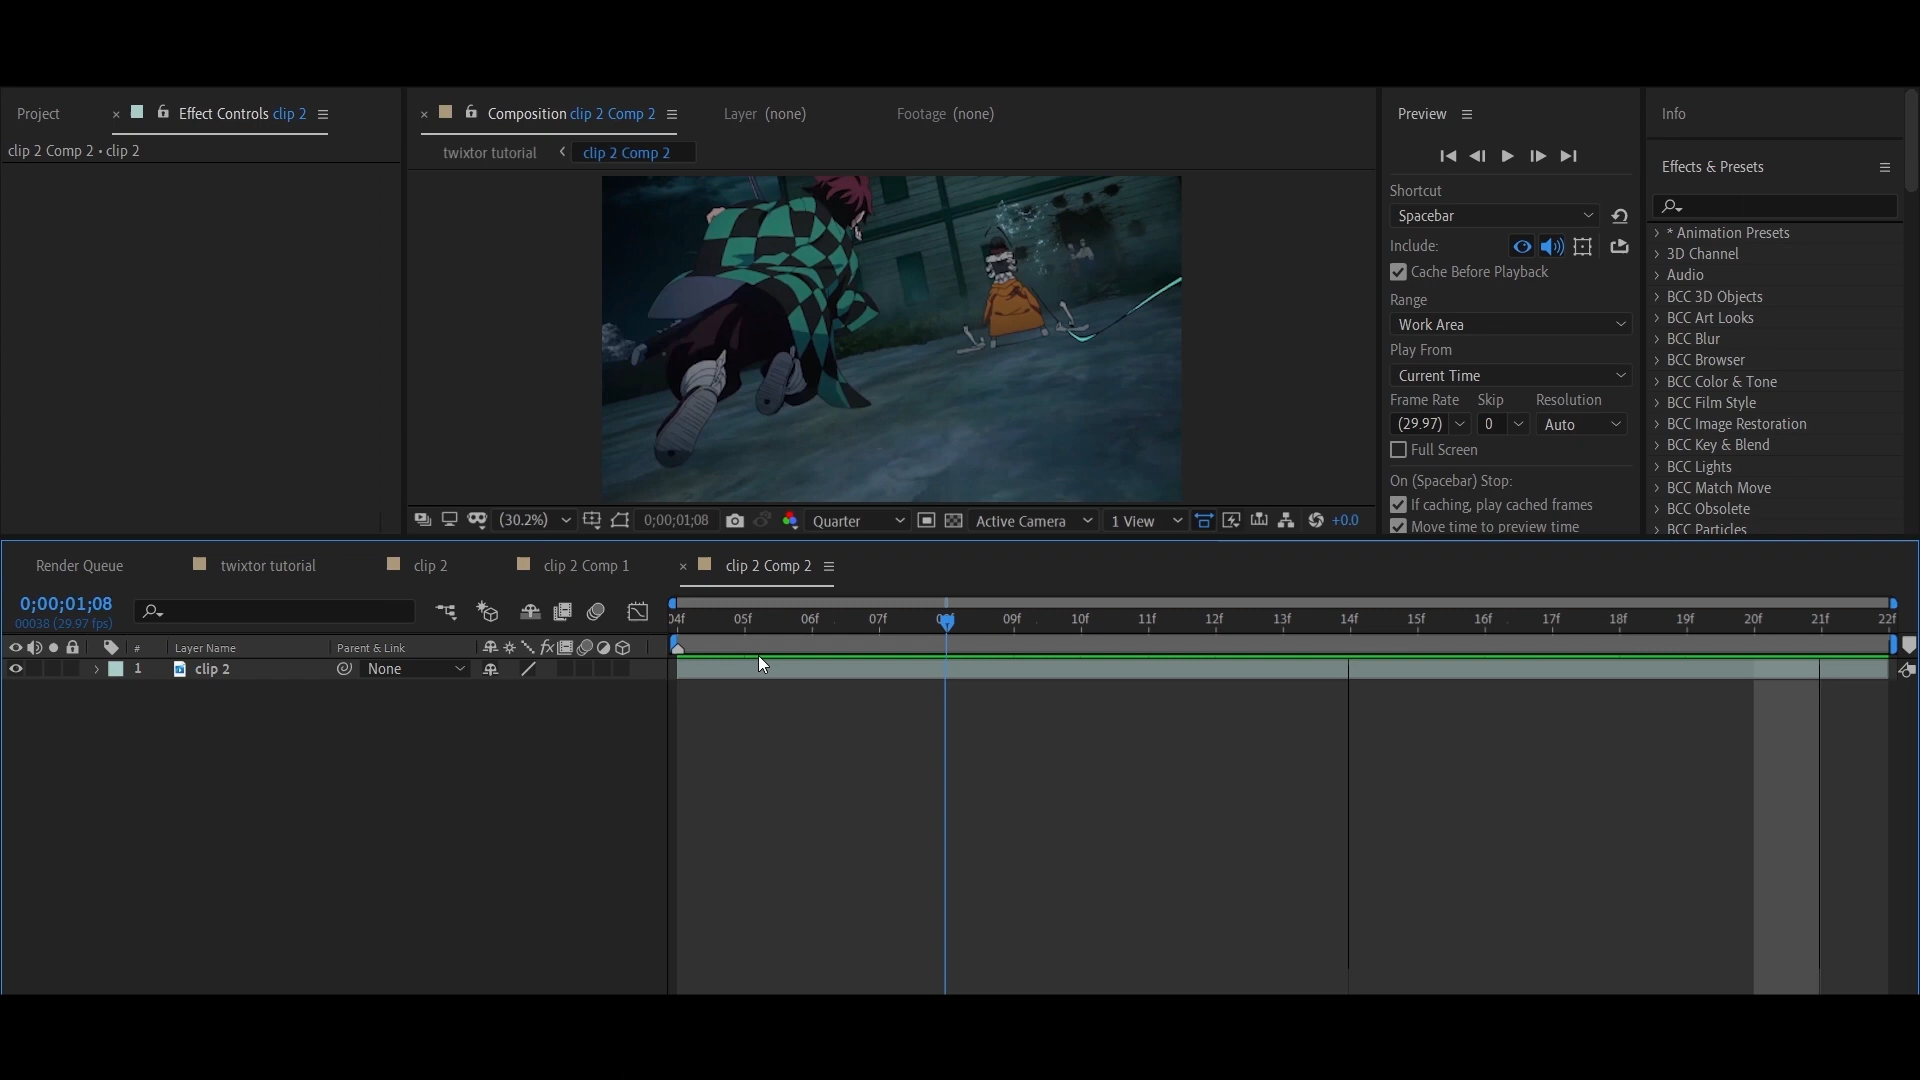 Project
Effect Controls clip 2
clip 2 Comp 2 • clip 2
Composition clip 2 Comp 2
Layer (none)
Footage (none)
twixtor tutorial
clip 2 Comp 2
(30.2%)
0;00;01;08
Quarter
Active Camera
1 View
+0.0
Preview
Shortcut
Spacebar
Include:
Cache Before Playback
Range
Work Area
Play From
Current Time
Frame Rate Skip Resolution
(29.97) 0 Auto
Full Screen
On (Spacebar) Stop:
If caching, play cached frames
Move time to preview time
Info
Effects & Presets
* Animation Presets
3D Channel
Audio
BCC 3D Objects
BCC Art Looks
BCC Blur
BCC Browser
BCC Color & Tone
BCC Film Style
BCC Image Restoration
BCC Key & Blend
BCC Lights
BCC Match Move
BCC Obsolete
BCC Particles
Render Queue
twixtor tutorial
clip 2
clip 2 Comp 1
clip 2 Comp 2
0;00;01;08
00038 (29.97 fps)
04f 05f 06f 07f 08f 09f 10f 11f 12f 13f 14f 15f 16f 17f 18f 19f 20f 21f 22f
# Layer Name Parent & Link fx
1 clip 2 None